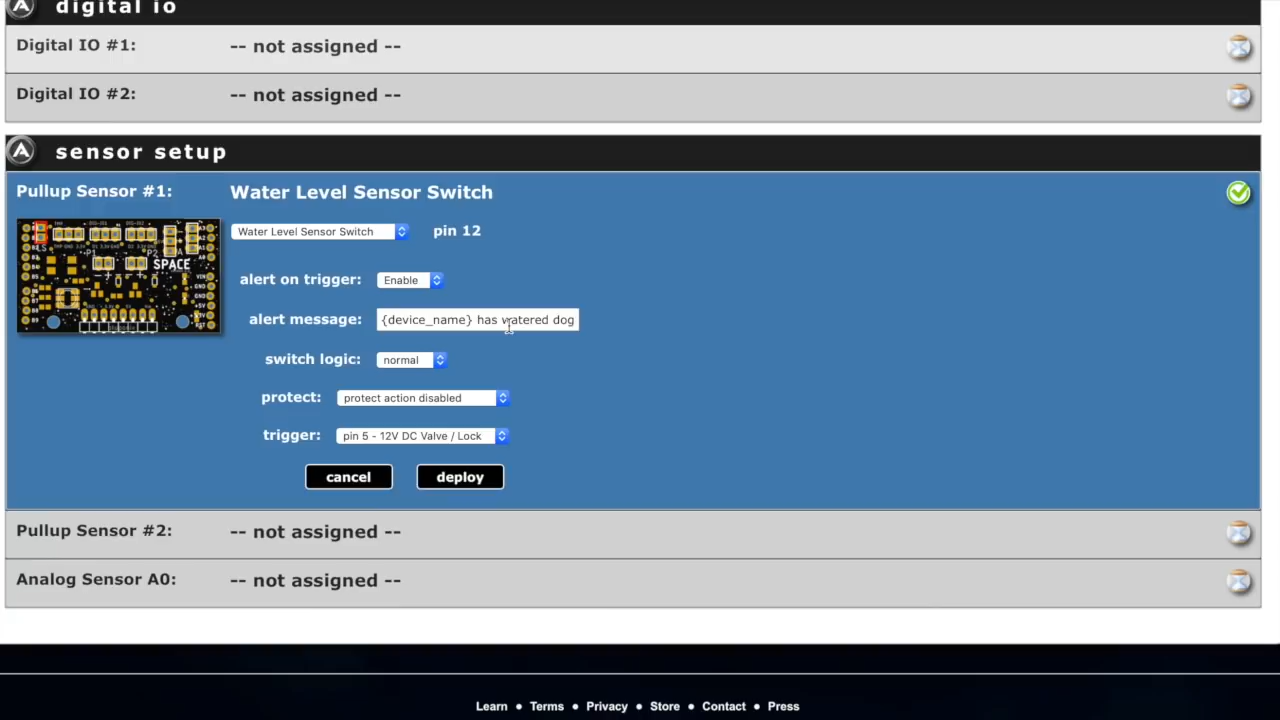 digital io
Digital IO #1: -- not assigned --
Digital IO #2: -- not assigned --
sensor setup
Pullup Sensor #1: Water Level Sensor Switch
Water Level Sensor Switch pin 12
SPACE
alert on trigger: Enable
alert message: {device_name} has watered dog
switch logic: normal
protect: protect action disabled
trigger: pin 5 - 12V DC Valve / Lock
cancel deploy
Pullup Sensor #2: -- not assigned --
Analog Sensor A0: -- not assigned --
Learn • Terms • Privacy • Store • Contact • Press